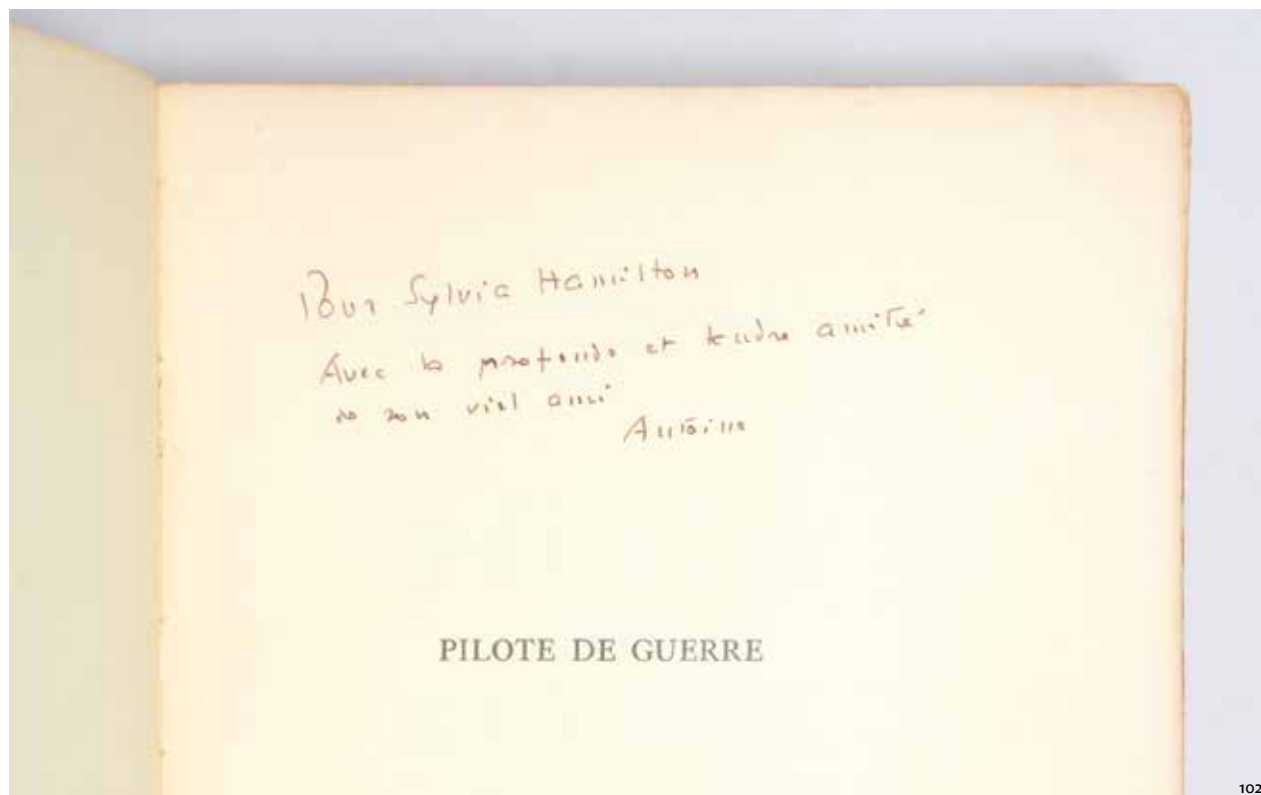 Pour Sylvia Hamilton
Avec la profonde et tendre amitié
de son vieil ami
Antoine
PILOTE DE GUERRE
102